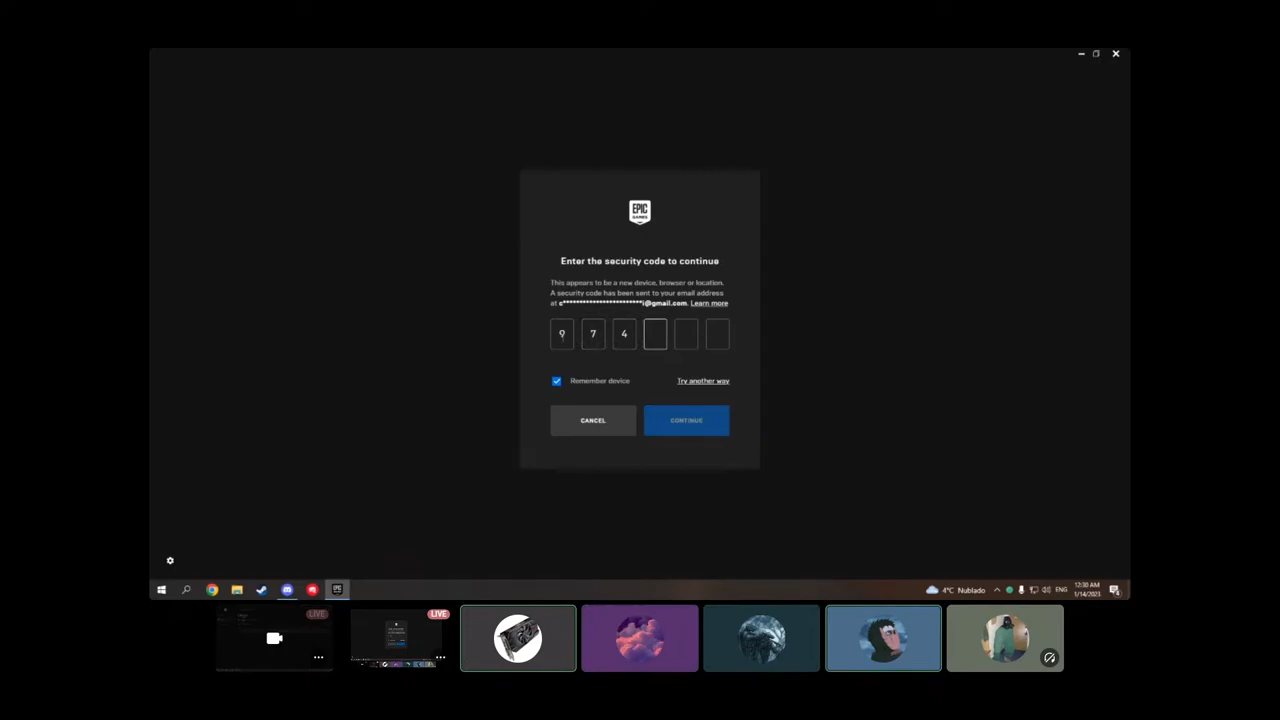 EPIC
GAMES
Enter the security code to continue
This appears to be a new device, browser or location.
A security code has been sent to your email address
at c*************************i@gmail.com. Learn more
9 7 4
Remember device
Try another way
CANCEL
CONTINUE
EPIC
4°C Nublado
ENG
12:30 AM
1/14/2023
LIVE
LIVE